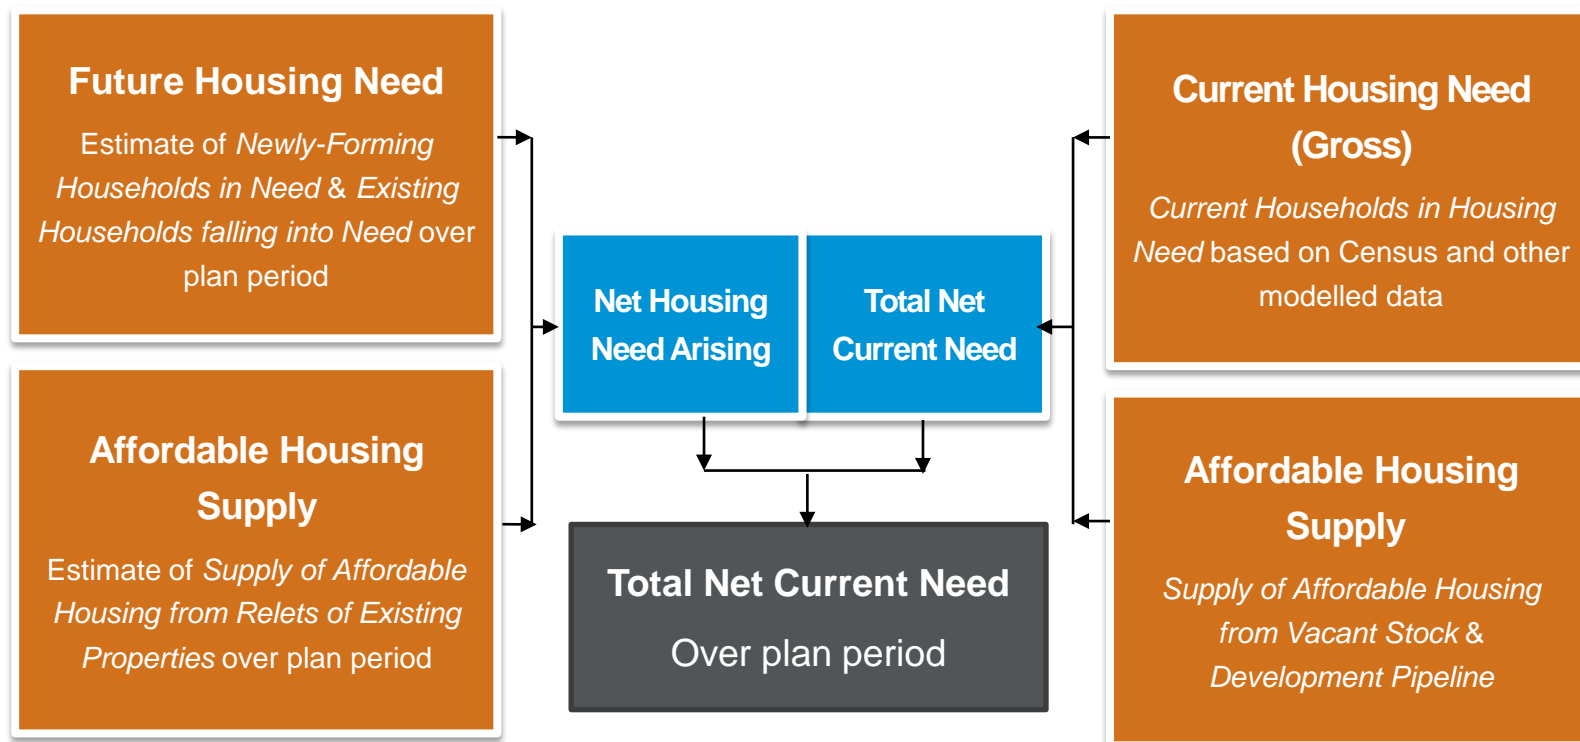 Future Housing Need
Estimate of Newly-Forming
Households in Need & Existing
Households falling into Need over
plan period
Affordable Housing
Supply
Estimate of Supply of Affordable
Housing from Relets of Existing
Properties over plan period
Net Housing
Need Arising
Total Net
Current Need
Total Net Current Need
Over plan period
Current Housing Need
(Gross)
Current Households in Housing
Need based on Census and other
modelled data
Affordable Housing
Supply
Supply of Affordable Housing
from Vacant Stock &
Development Pipeline